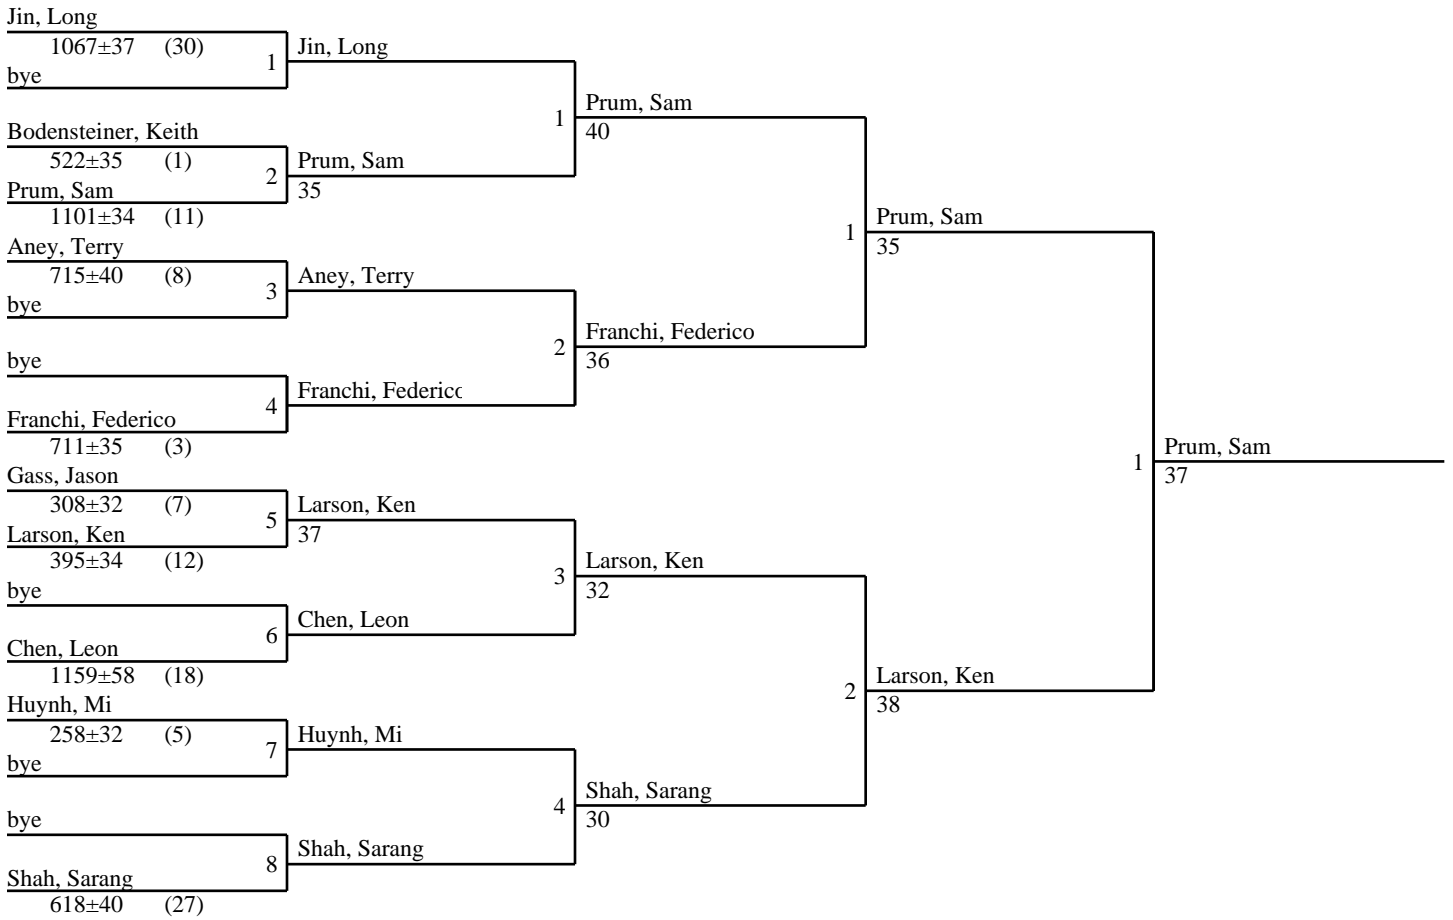 Jin, Long
1067±37 (30)
bye
1
Bodensteiner, Keith
522±35 (1)
Prum, Sam
1101±34 (11)
2
Aney, Terry
715±40 (8)
bye
3
bye
Franchi, Federico
711±35 (3)
4
Gass, Jason
308±32 (7)
Larson, Ken
395±34 (12)
5
bye
Chen, Leon
1159±58 (18)
6
Huynh, Mi
258±32 (5)
bye
7
bye
Shah, Sarang
618±40 (27)
8
Jin, Long
Prum, Sam
35
1
Aney, Terry
Franchi, Federic
2
Larson, Ken
37
Chen, Leon
3
Huynh, Mi
Shah, Sarang
4
Prum, Sam
40
Franchi, Federico
36
1
Larson, Ken
32
Shah, Sarang
30
2
Prum, Sam
35
Larson, Ken
38
1
Prum, Sam
37